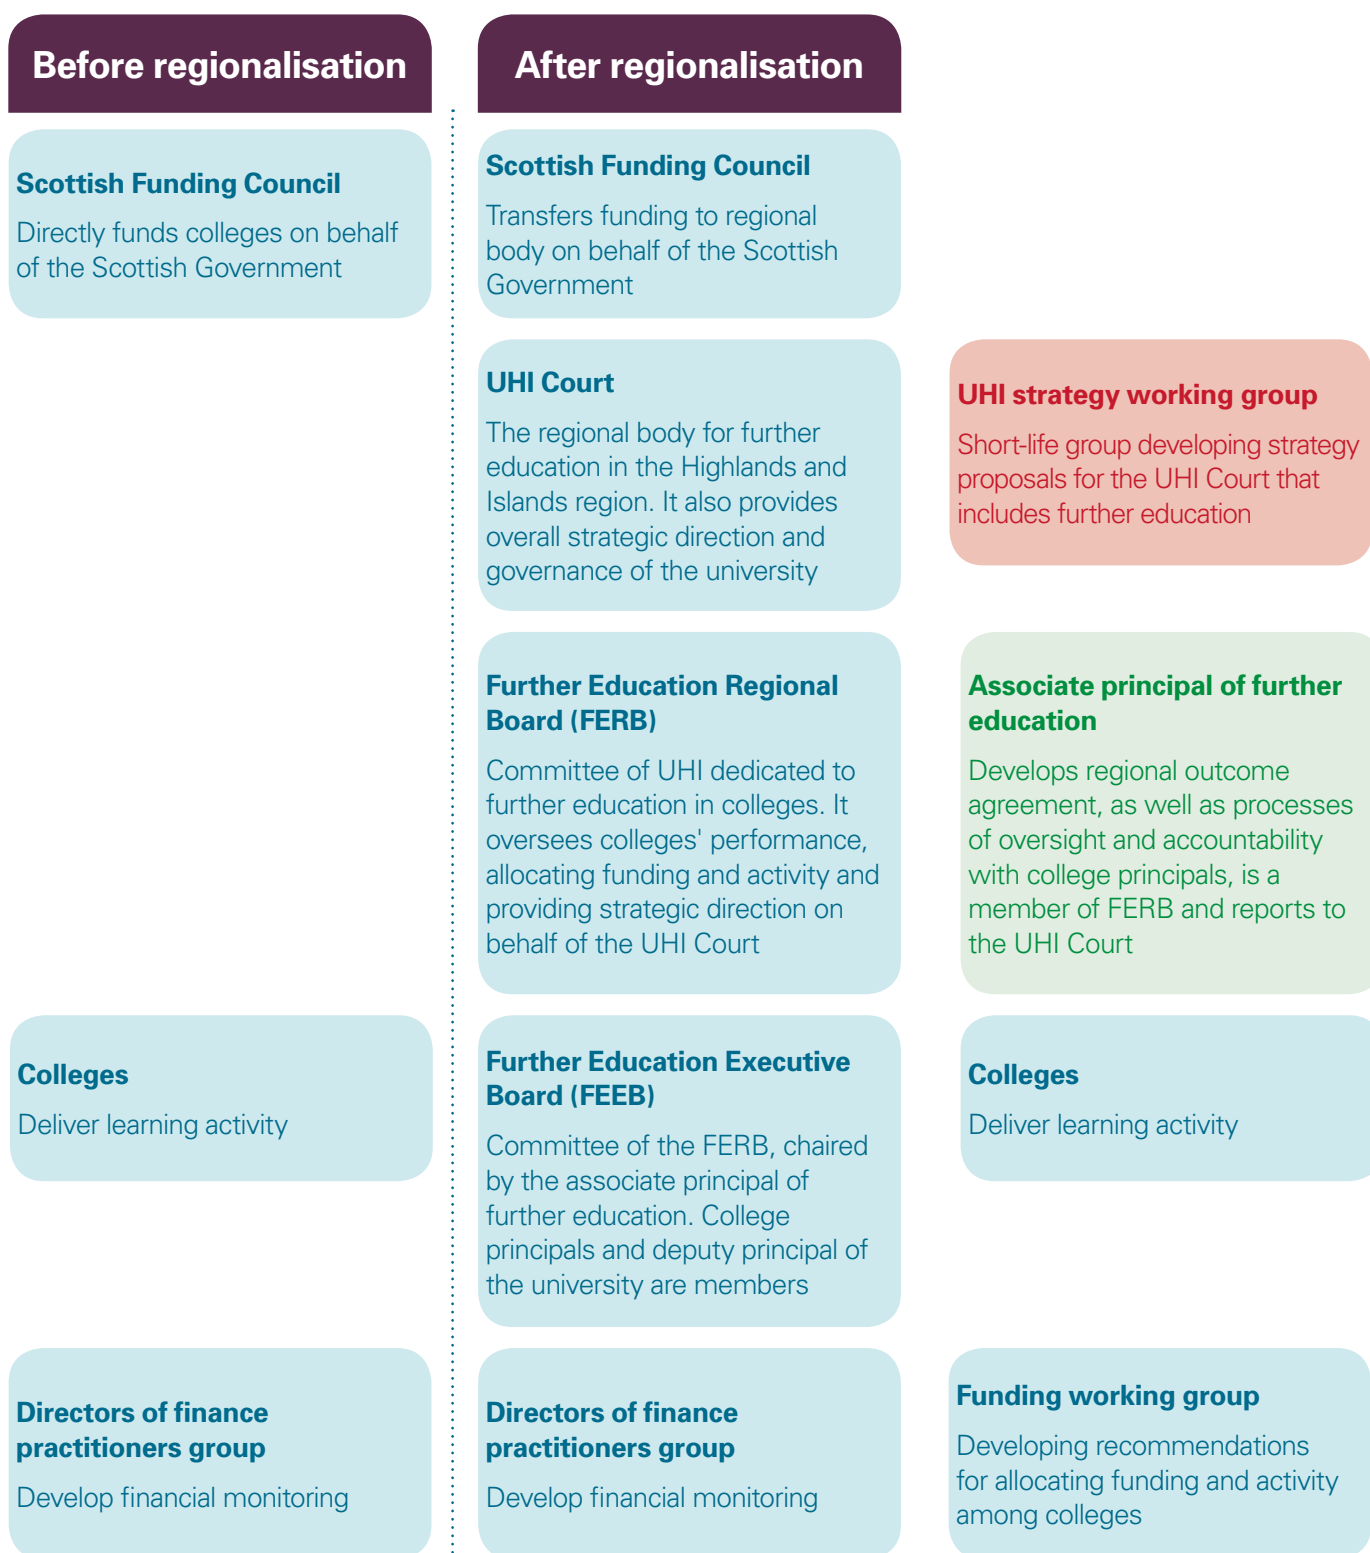 Before regionalisation
After regionalisation
Scottish Funding Council
Directly funds colleges on behalf
of the Scottish Government
Scottish Funding Council
Transfers funding to regional
body on behalf of the Scottish
Government
UHI Court
The regional body for further
education in the Highlands and
Islands region. It also provides
overall strategic direction and
governance of the university
UHI strategy working group
Short-life group developing strategy
proposals for the UHI Court that
includes further education
Further Education Regional
Board (FERB)
Committee of UHI dedicated to
further education in colleges. It
oversees colleges' performance,
allocating funding and activity and
providing strategic direction on
behalf of the UHI Court
Associate principal of further
education
Develops regional outcome
agreement, as well as processes
of oversight and accountability
with college principals, is a
member of FERB and reports to
the UHI Court
Colleges
Deliver learning activity
Further Education Executive
Board (FEEB)
Committee of the FERB, chaired
by the associate principal of
further education. College
principals and deputy principal of
the university are members
Colleges
Deliver learning activity
Directors of finance
practitioners group
Develop financial monitoring
Directors of finance
practitioners group
Develop financial monitoring
Funding working group
Developing recommendations
for allocating funding and activity
among colleges